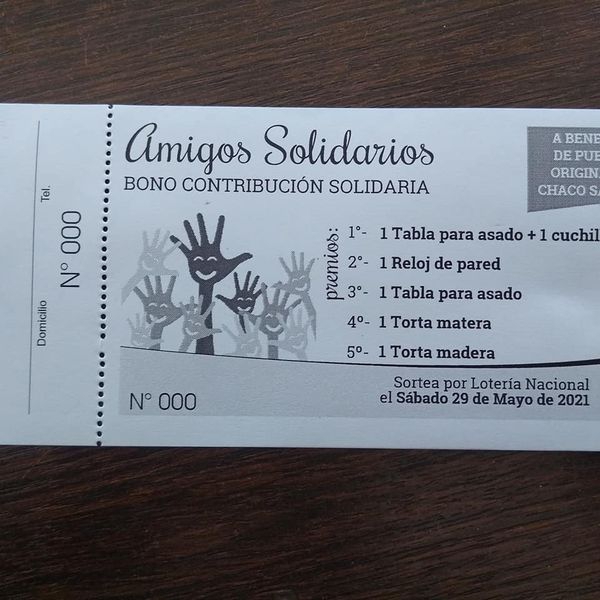 Tel.
N° 000
Domicilio
Amigos Solidarios
BONO CONTRIBUCIÓN SOLIDARIA
A BENE
DE PUE
ORIGIN
CHACO SA
premios:
1°- 1 Tabla para asado + 1 cuchil
2°- 1 Reloj de pared
3°- 1 Tabla para asado
4º- 1 Torta matera
5º- 1 Torta madera
Sortea por Lotería Nacional
el Sábado 29 de Mayo de 2021
N° 000